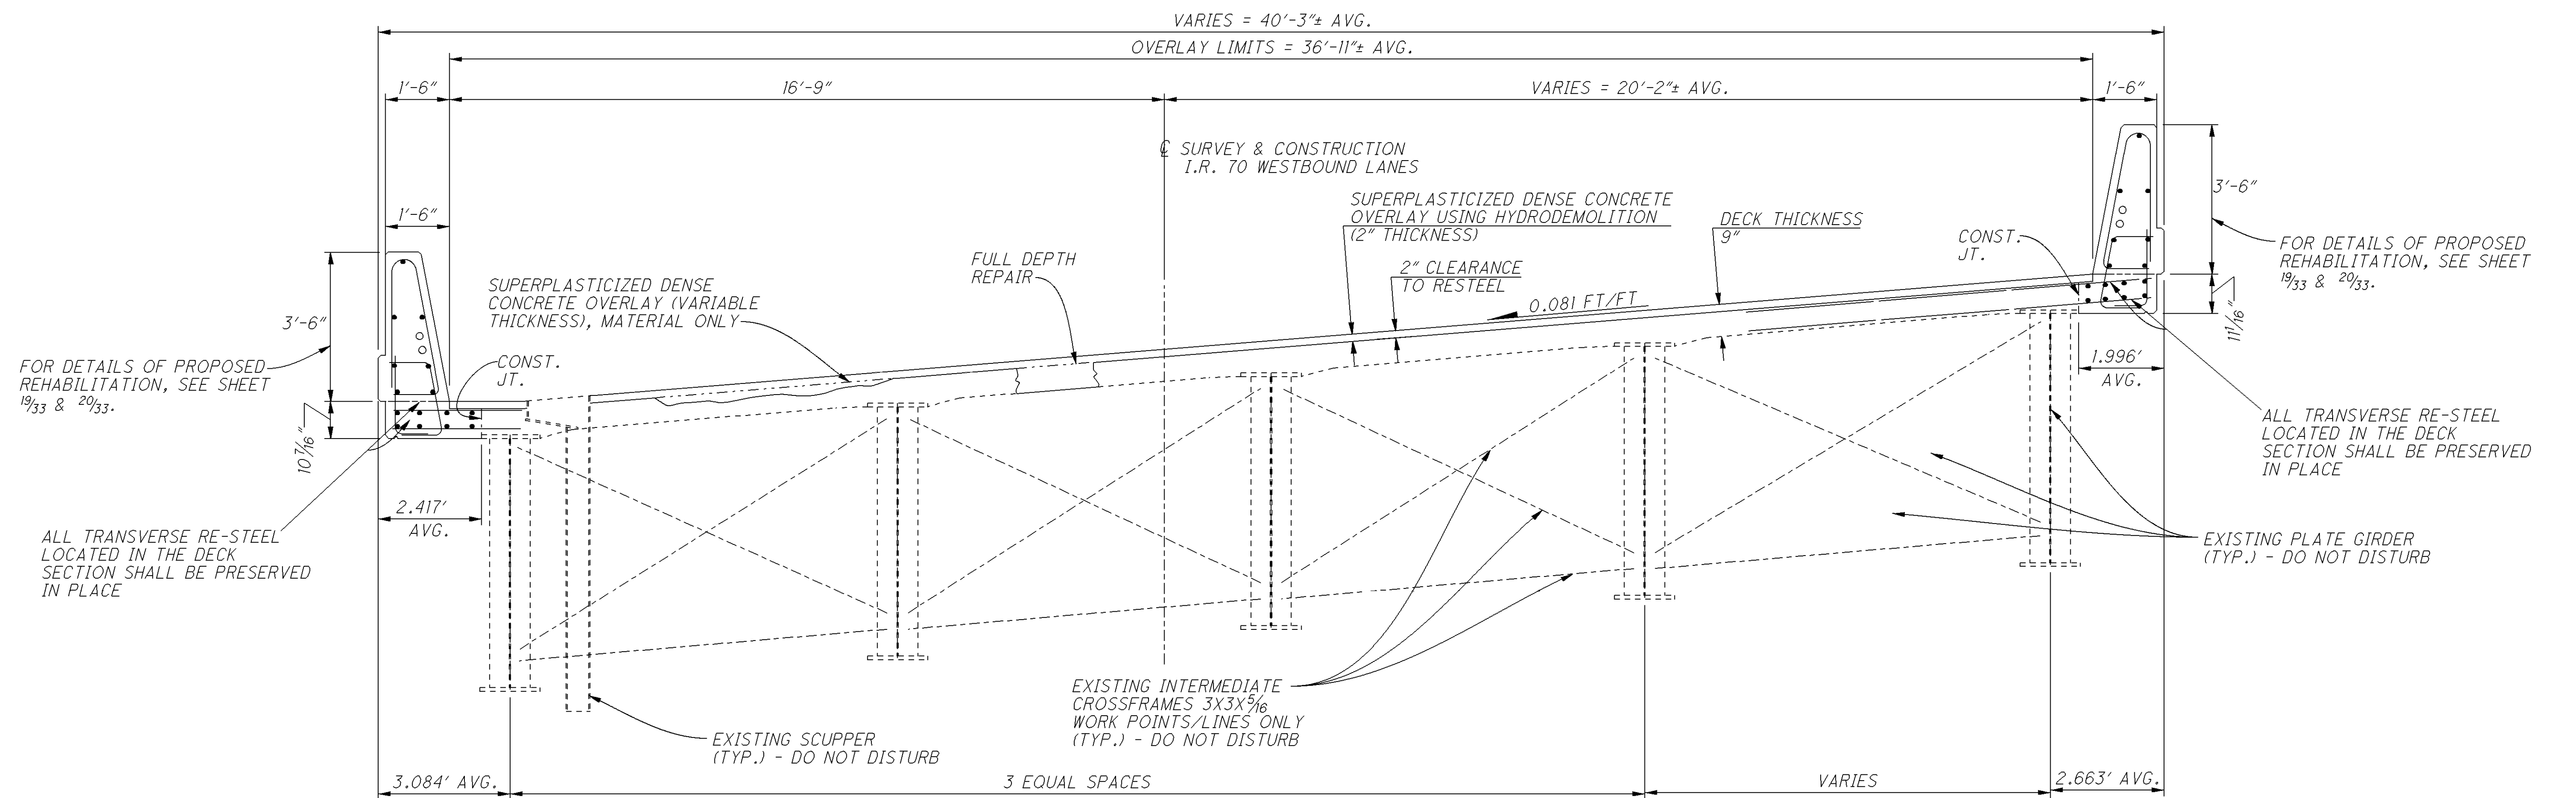 VARIES = 40'-3"± AVG.
OVERLAY LIMITS = 36'-11"± AVG.
1'-6"
16'-9"
VARIES = 20'-2"± AVG.
1'-6"
℄ SURVEY & CONSTRUCTION
I.R. 70 WESTBOUND LANES
1'-6"
3'-6"
SUPERPLASTICIZED DENSE CONCRETE
OVERLAY USING HYDRODEMOLITION
(2" THICKNESS)
DECK THICKNESS
9"
CONST.
JT.
FOR DETAILS OF PROPOSED
REHABILITATION, SEE SHEET
19/33 & 20/33.
FULL DEPTH
REPAIR
2" CLEARANCE
TO RESTEEL
0.081 FT/FT
SUPERPLASTICIZED DENSE
CONCRETE OVERLAY (VARIABLE
THICKNESS), MATERIAL ONLY
3'-6"
11 1/16"
FOR DETAILS OF PROPOSED
REHABILITATION, SEE SHEET
19/33 & 20/33.
CONST.
JT.
1.996'
AVG.
10 7/16"
ALL TRANSVERSE RE-STEEL
LOCATED IN THE DECK
SECTION SHALL BE PRESERVED
IN PLACE
2.417'
AVG.
ALL TRANSVERSE RE-STEEL
LOCATED IN THE DECK
SECTION SHALL BE PRESERVED
IN PLACE
EXISTING PLATE GIRDER
(TYP.) - DO NOT DISTURB
EXISTING INTERMEDIATE
CROSSFRAMES 3X3X5/16
WORK POINTS/LINES ONLY
(TYP.) - DO NOT DISTURB
EXISTING SCUPPER
(TYP.) - DO NOT DISTURB
3.084' AVG.
3 EQUAL SPACES
VARIES
2.663' AVG.